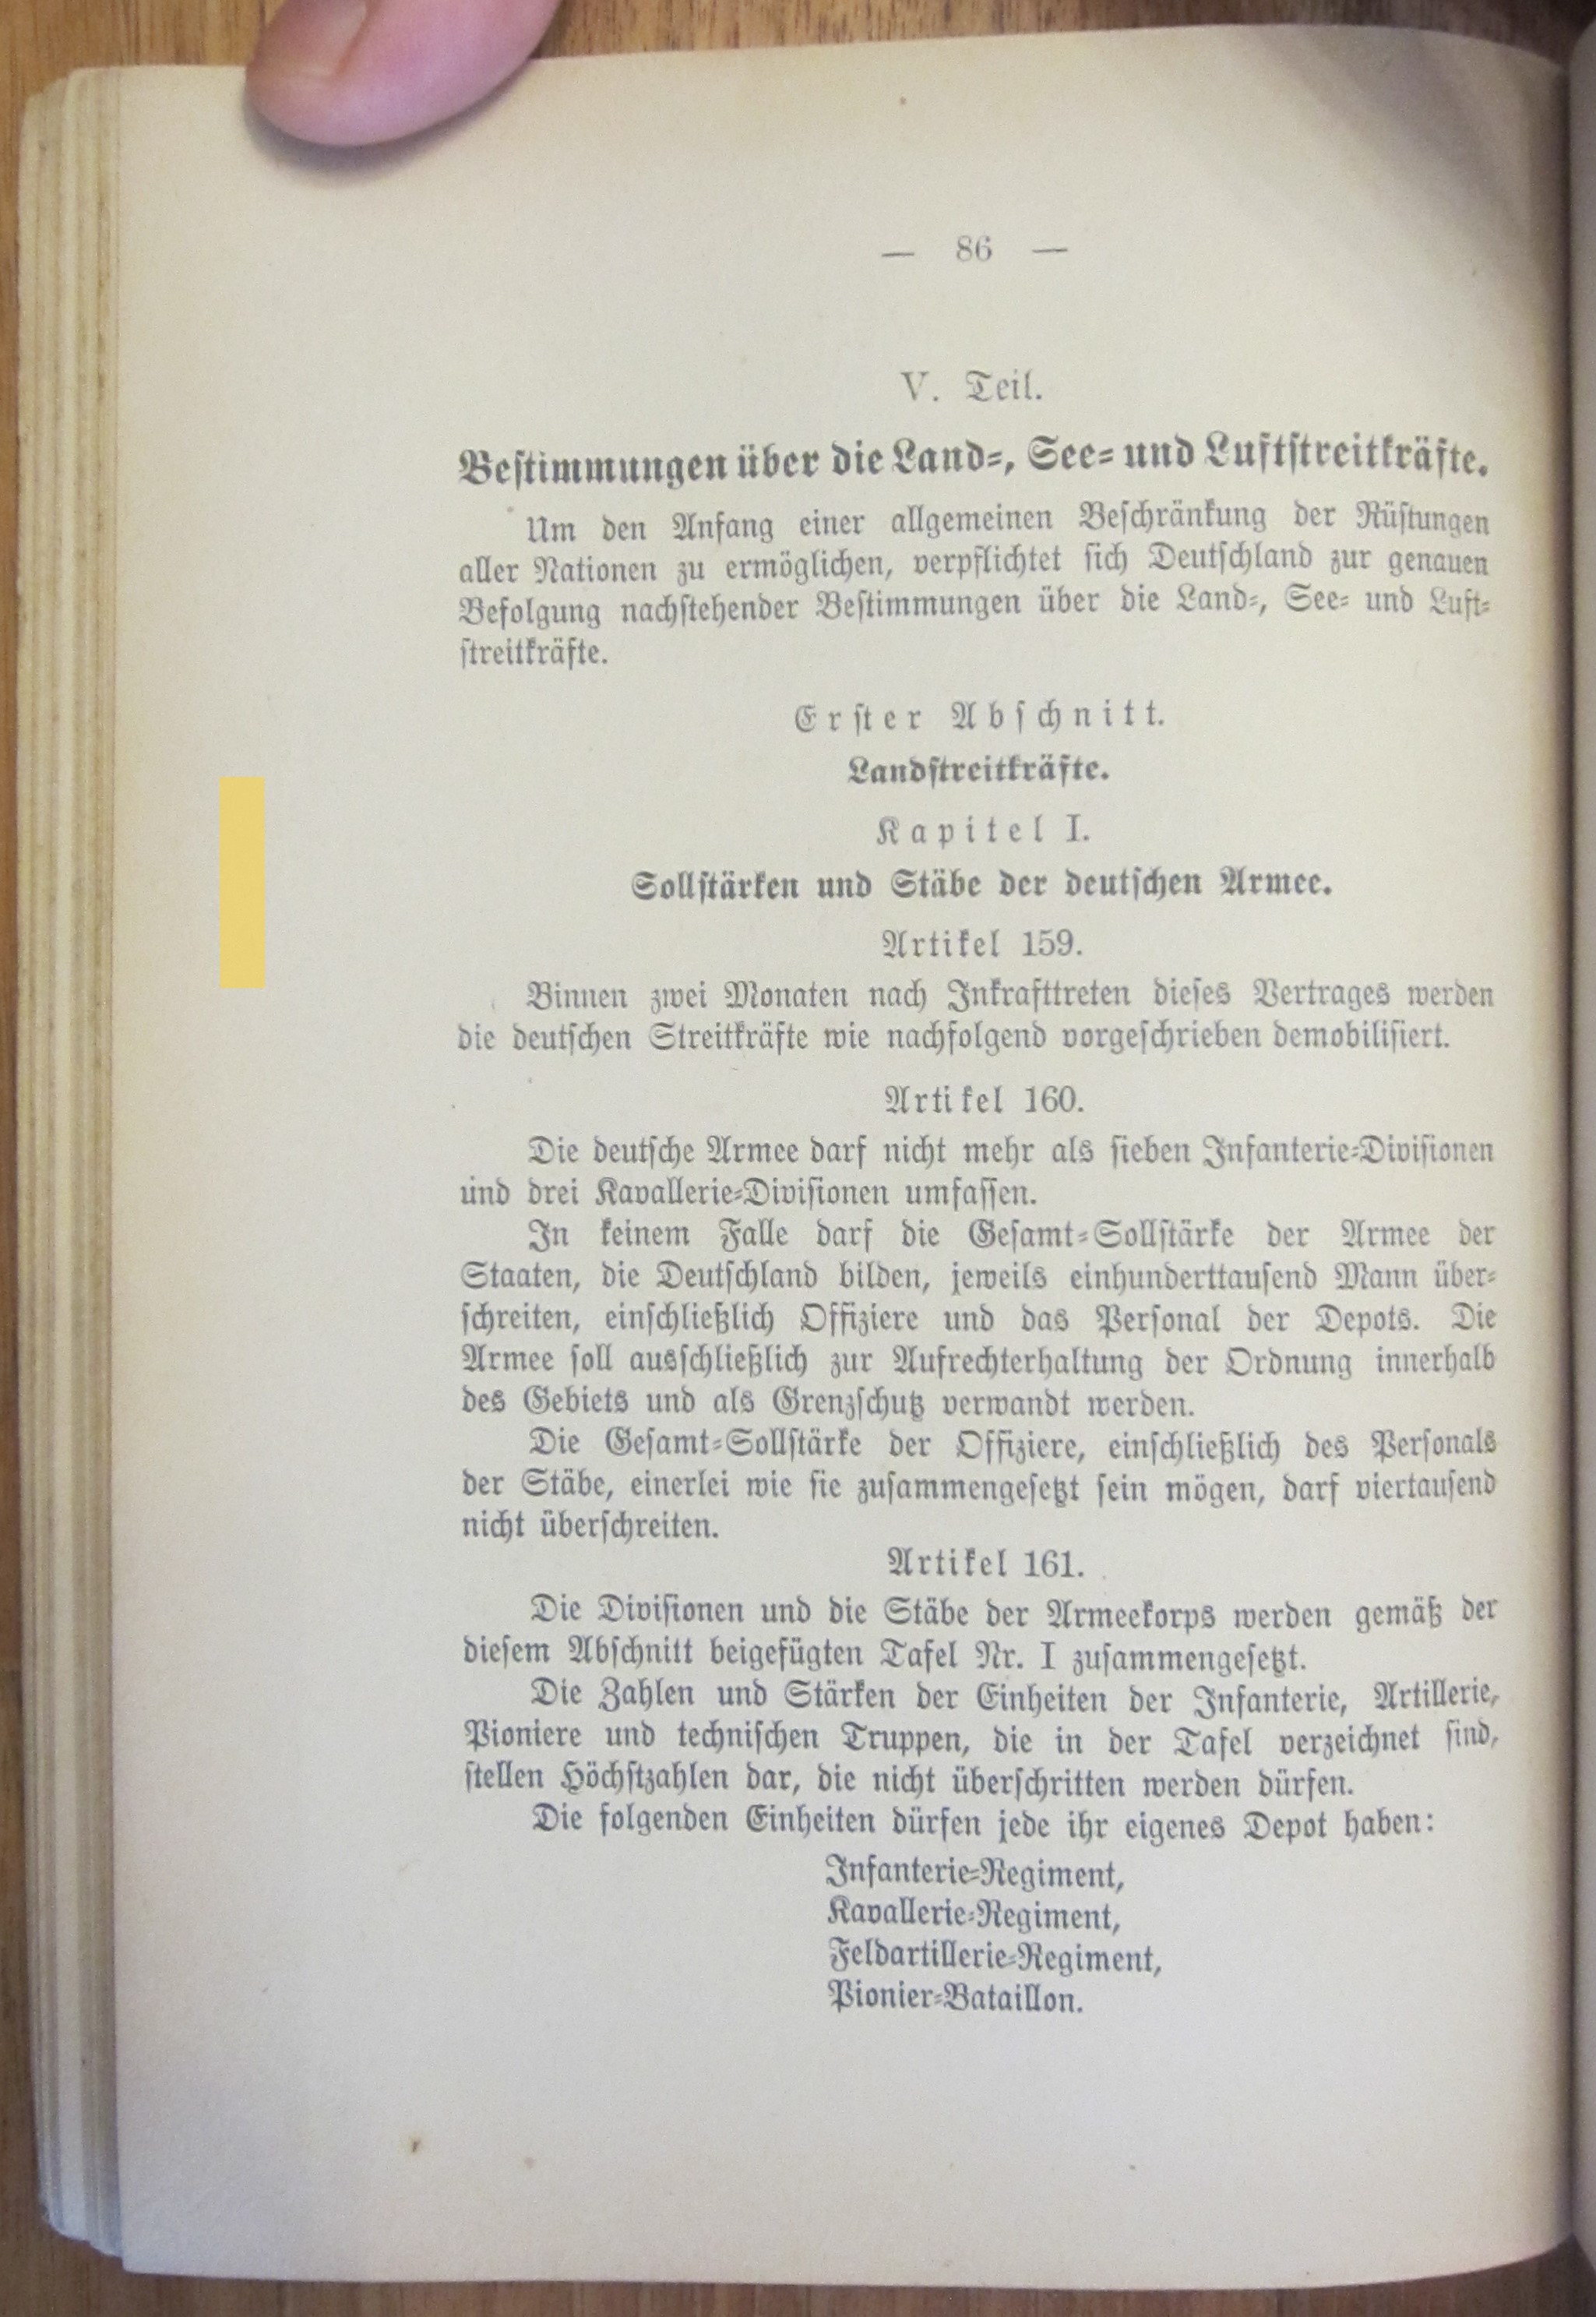 — 86 —
V. Teil.
Bestimmungen über die Land-, See- und Luftstreitkräfte.
Um den Anfang einer allgemeinen Beschränkung der Rüstungen
aller Nationen zu ermöglichen, verpflichtet sich Deutschland zur genauen
Befolgung nachstehender Bestimmungen über die Land-, See- und Luft-
streitkräfte.
Erster Abschnitt.
Landstreitkräfte.
Kapitel I.
Sollstärken und Stäbe der deutschen Armee.
Artikel 159.
Binnen zwei Monaten nach Inkrafttreten dieses Vertrages werden
die deutschen Streitkräfte wie nachfolgend vorgeschrieben demobilisiert.
Artikel 160.
Die deutsche Armee darf nicht mehr als sieben Infanterie-Divisionen
und drei Kavallerie-Divisionen umfassen.
In keinem Falle darf die Gesamt-Sollstärke der Armee der
Staaten, die Deutschland bilden, jeweils einhunderttausend Mann über-
schreiten, einschließlich Offiziere und das Personal der Depots. Die
Armee soll ausschließlich zur Aufrechterhaltung der Ordnung innerhalb
des Gebiets und als Grenzschutz verwandt werden.
Die Gesamt-Sollstärke der Offiziere, einschließlich des Personals
der Stäbe, einerlei wie sie zusammengesetzt sein mögen, darf viertausend
nicht überschreiten.
Artikel 161.
Die Divisionen und die Stäbe der Armeekorps werden gemäß der
diesem Abschnitt beigefügten Tafel Nr. I zusammengesetzt.
Die Zahlen und Stärken der Einheiten der Infanterie, Artillerie,
Pioniere und technischen Truppen, die in der Tafel verzeichnet sind,
stellen Höchstzahlen dar, die nicht überschritten werden dürfen.
Die folgenden Einheiten dürfen jede ihr eigenes Depot haben:
Infanterie-Regiment,
Kavallerie-Regiment,
Feldartillerie-Regiment,
Pionier-Bataillon.